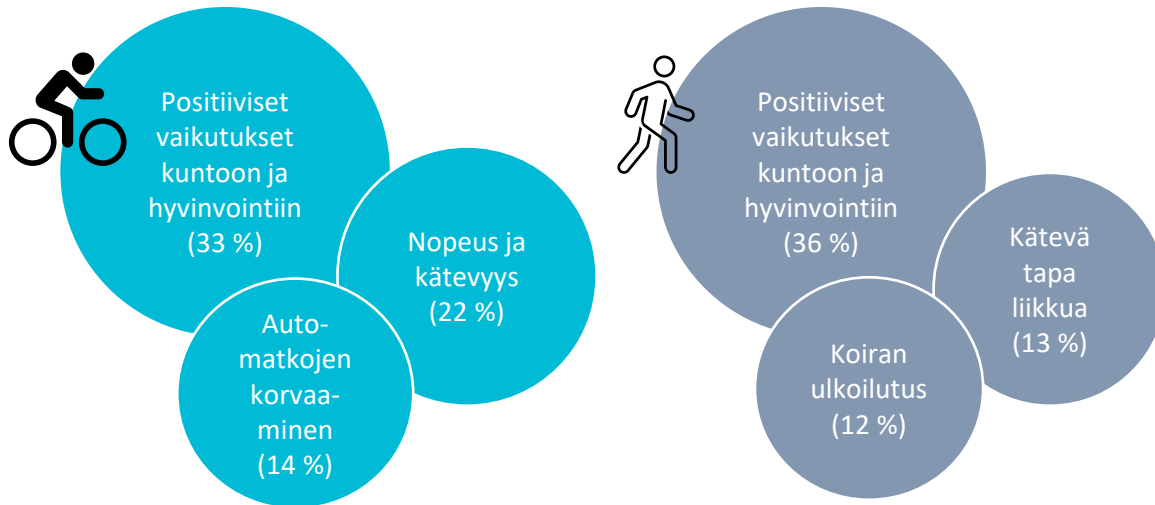 Positiiviset
vaikutukset
kuntoon ja
hyvinvointiin
(33 %)
Nopeus ja
kätevyys
(22 %)
Auto-
matkojen
korvaa-
minen
(14 %)
Positiiviset
vaikutukset
kuntoon ja
hyvinvointiin
(36 %)
Kätevä
tapa
liikkua
(13 %)
Koiran
ulkoilutus
(12 %)